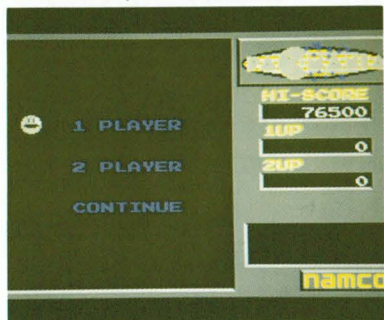 1 PLAYER
2 PLAYER
CONTINUE
HI-SCORE
76500
1UP
0
2UP
0
namco